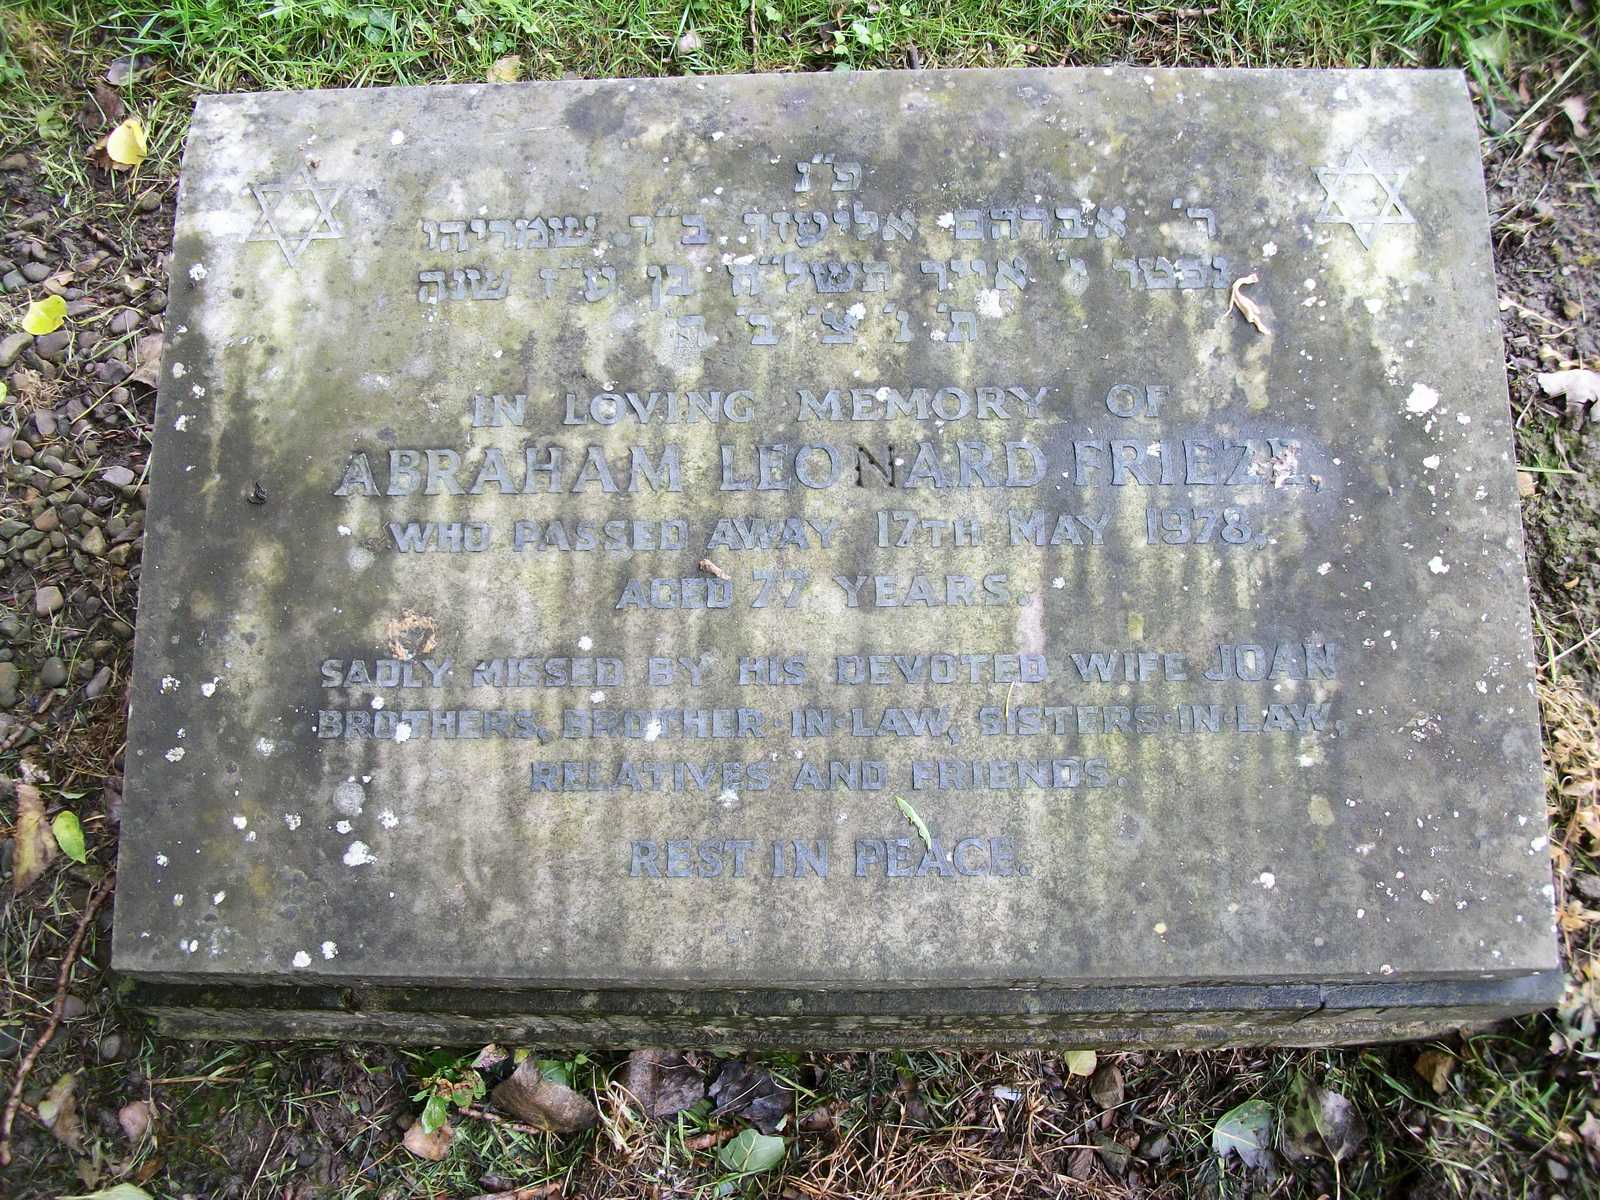 פ״נ
ר׳ אברהם אליעזר ב״ר. שמריהו
נפטר י׳ אייר תשל״ח בן ע״ז שנה
ת׳ נ׳ צ׳ ב׳ ה׳
IN LOVING MEMORY OF
ABRAHAM LEONARD FRIEZE,
WHO PASSED AWAY 17TH MAY 1978.
AGED 77 YEARS.
SADLY MISSED BY HIS DEVOTED WIFE JOAN
BROTHERS, BROTHER·IN·LAW, SISTERS·IN·LAW,
RELATIVES AND FRIENDS.
REST IN PEACE.